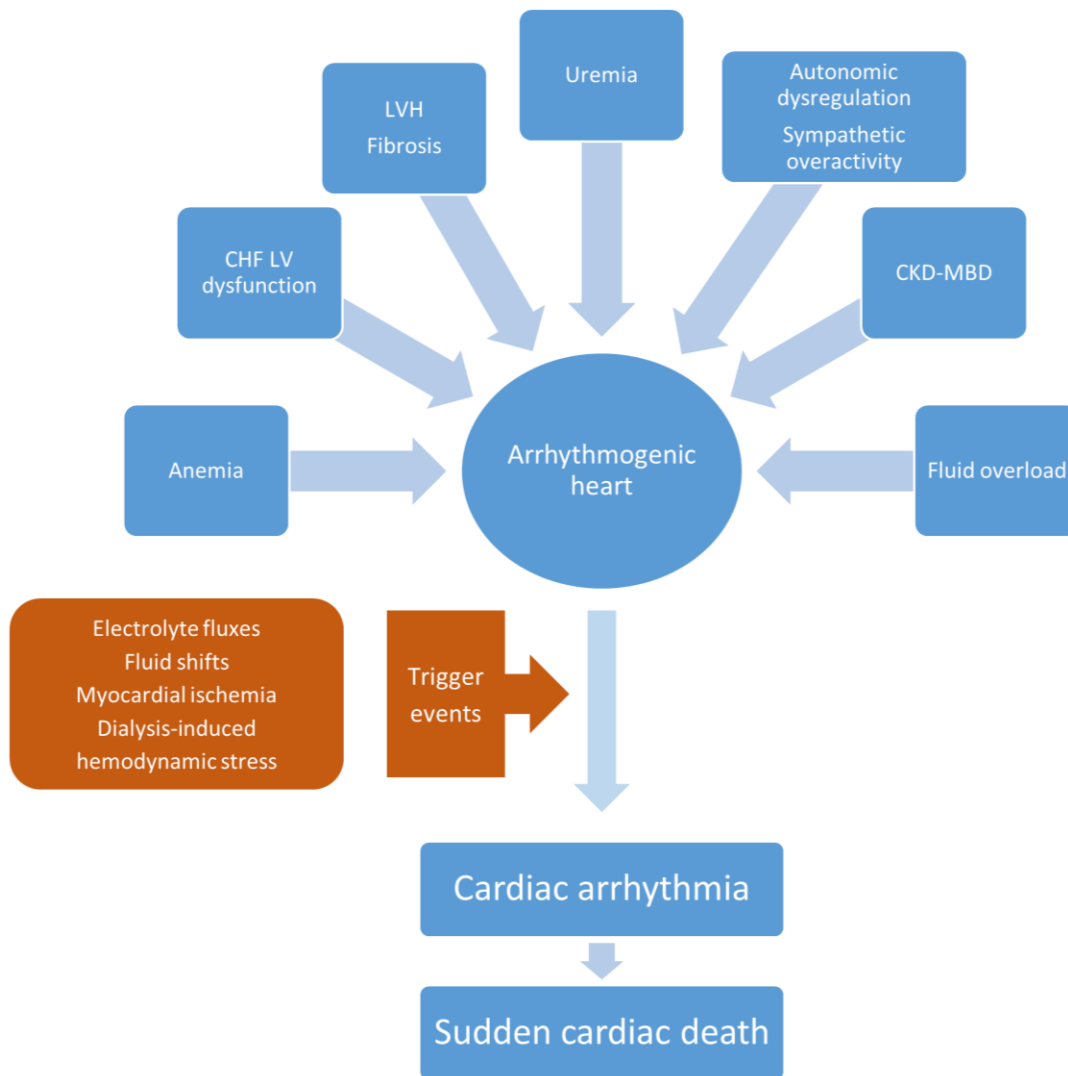 Uremia
Autonomic
dysregulation
Sympathetic
overactivity
LVH
Fibrosis
CHF LV
dysfunction
CKD-MBD
Anemia
Arrhythmogenic
heart
Fluid overload
Electrolyte fluxes
Fluid shifts
Myocardial ischemia
Dialysis-induced
hemodynamic stress
Trigger
events
Cardiac arrhythmia
Sudden cardiac death